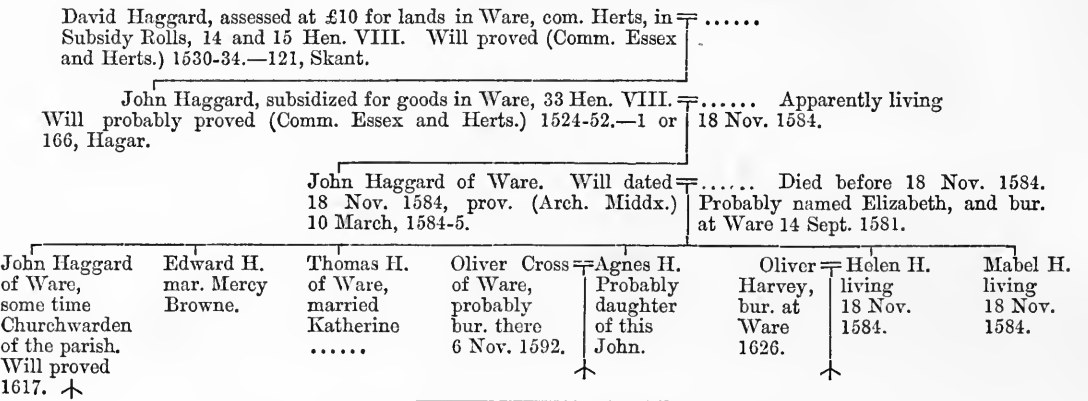 David Haggard, assessed at £10 for lands in Ware, com. Herts, in = ......
Subsidy Rolls, 14 and 15 Hen. VIII. Will proved (Comm. Essex
and Herts.) 1530-34.—121, Skant.
John Haggard, subsidized for goods in Ware, 33 Hen. VIII. = ...... Apparently living
Will probably proved (Comm. Essex and Herts.) 1524-52.—1 or 18 Nov. 1584.
166, Hagar.
John Haggard of Ware. Will dated = ...... Died before 18 Nov. 1584.
18 Nov. 1584, prov. (Arch. Middx.) Probably named Elizabeth, and bur.
10 March, 1584-5. at Ware 14 Sept. 1581.
John Haggard
of Ware,
some time
Churchwarden
of the parish.
Will proved
1617.
Edward H.
mar. Mercy
Browne.
Thomas H.
of Ware,
married
Katherine
......
Oliver Cross =
of Ware,
probably
bur. there
6 Nov. 1592.
Agnes H.
Probably
daughter
of this
John.
Oliver =
Harvey,
bur. at
Ware
1626.
Helen H.
living
18 Nov.
1584.
Mabel H.
living
18 Nov.
1584.